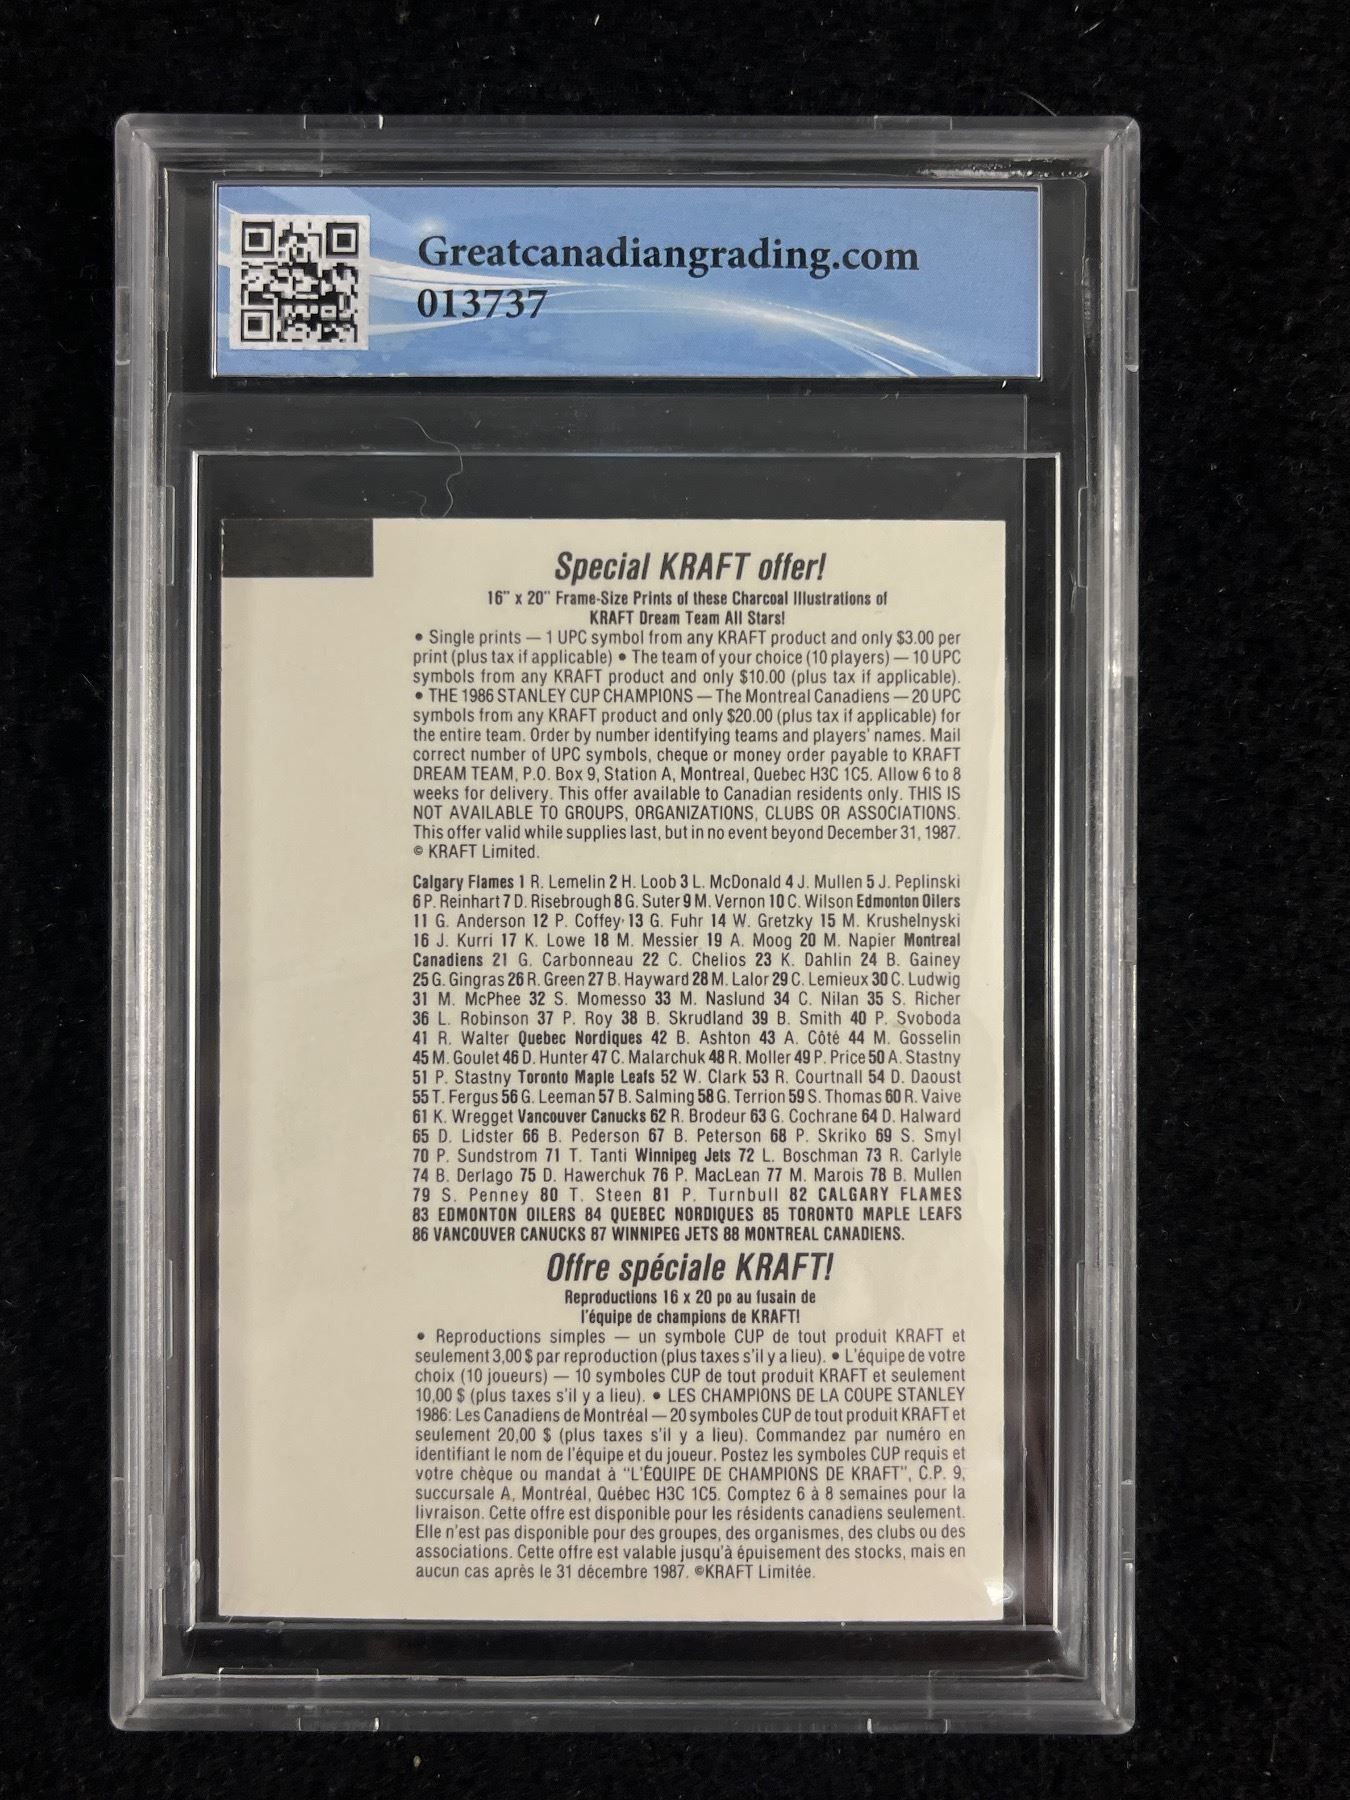 Greatcanadiangrading.com
013737
Special KRAFT offer!
16" x 20" Frame-Size Prints of these Charcoal Illustrations of
KRAFT Dream Team All Stars!
• Single prints — 1 UPC symbol from any KRAFT product and only $3.00 per
print (plus tax if applicable) • The team of your choice (10 players) — 10 UPC
symbols from any KRAFT product and only $10.00 (plus tax if applicable).
• THE 1986 STANLEY CUP CHAMPIONS — The Montreal Canadiens — 20 UPC
symbols from any KRAFT product and only $20.00 (plus tax if applicable) for
the entire team. Order by number identifying teams and players' names. Mail
correct number of UPC symbols, cheque or money order payable to KRAFT
DREAM TEAM, P.O. Box 9, Station A, Montreal, Quebec H3C 1C5. Allow 6 to 8
weeks for delivery. This offer available to Canadian residents only. THIS IS
NOT AVAILABLE TO GROUPS, ORGANIZATIONS, CLUBS OR ASSOCIATIONS.
This offer valid while supplies last, but in no event beyond December 31, 1987.
© KRAFT Limited.
Calgary Flames 1 R. Lemelin 2 H. Loob 3 L. McDonald 4 J. Mullen 5 J. Peplinski
6 P. Reinhart 7 D. Risebrough 8 G. Suter 9 M. Vernon 10 C. Wilson Edmonton Oilers
11 G. Anderson 12 P. Coffey 13 G. Fuhr 14 W. Gretzky 15 M. Krushelnyski
16 J. Kurri 17 K. Lowe 18 M. Messier 19 A. Moog 20 M. Napier Montreal
Canadiens 21 G. Carbonneau 22 C. Chelios 23 K. Dahlin 24 B. Gainey
25 G. Gingras 26 R. Green 27 B. Hayward 28 M. Lalor 29 C. Lemieux 30 C. Ludwig
31 M. McPhee 32 S. Momesso 33 M. Naslund 34 C. Nilan 35 S. Richer
36 L. Robinson 37 P. Roy 38 B. Skrudland 39 B. Smith 40 P. Svoboda
41 R. Walter Quebec Nordiques 42 B. Ashton 43 A. Côté 44 M. Gosselin
45 M. Goulet 46 D. Hunter 47 C. Malarchuk 48 R. Moller 49 P. Price 50 A. Stastny
51 P. Stastny Toronto Maple Leafs 52 W. Clark 53 R. Courtnall 54 D. Daoust
55 T. Fergus 56 G. Leeman 57 B. Salming 58 G. Terrion 59 S. Thomas 60 R. Vaive
61 K. Wregget Vancouver Canucks 62 R. Brodeur 63 G. Cochrane 64 D. Halward
65 D. Lidster 66 B. Pederson 67 B. Peterson 68 P. Skriko 69 S. Smyl
70 P. Sundstrom 71 T. Tanti Winnipeg Jets 72 L. Boschman 73 R. Carlyle
74 B. Derlago 75 D. Hawerchuk 76 P. MacLean 77 M. Marois 78 B. Mullen
79 S. Penney 80 T. Steen 81 P. Turnbull 82 CALGARY FLAMES
83 EDMONTON OILERS 84 QUEBEC NORDIQUES 85 TORONTO MAPLE LEAFS
86 VANCOUVER CANUCKS 87 WINNIPEG JETS 88 MONTREAL CANADIENS.
Offre spéciale KRAFT!
Reproductions 16 x 20 po au fusain de
l'équipe de champions de KRAFT!
• Reproductions simples — un symbole CUP de tout produit KRAFT et
seulement 3,00 $ par reproduction (plus taxes s'il y a lieu). • L'équipe de votre
choix (10 joueurs) — 10 symboles CUP de tout produit KRAFT et seulement
10,00 $ (plus taxes s'il y a lieu). • LES CHAMPIONS DE LA COUPE STANLEY
1986: Les Canadiens de Montréal — 20 symboles CUP de tout produit KRAFT et
seulement 20,00 $ (plus taxes s'il y a lieu). Commandez par numéro en
identifiant le nom de l'équipe et du joueur. Postez les symboles CUP requis et
votre chèque ou mandat à "L'ÉQUIPE DE CHAMPIONS DE KRAFT", C.P. 9,
succursale A, Montréal, Québec H3C 1C5. Comptez 6 à 8 semaines pour la
livraison. Cette offre est disponible pour les résidents canadiens seulement.
Elle n'est pas disponible pour des groupes, des organismes, des clubs ou des
associations. Cette offre est valable jusqu'à épuisement des stocks, mais en
aucun cas après le 31 décembre 1987. ©KRAFT Limitée.